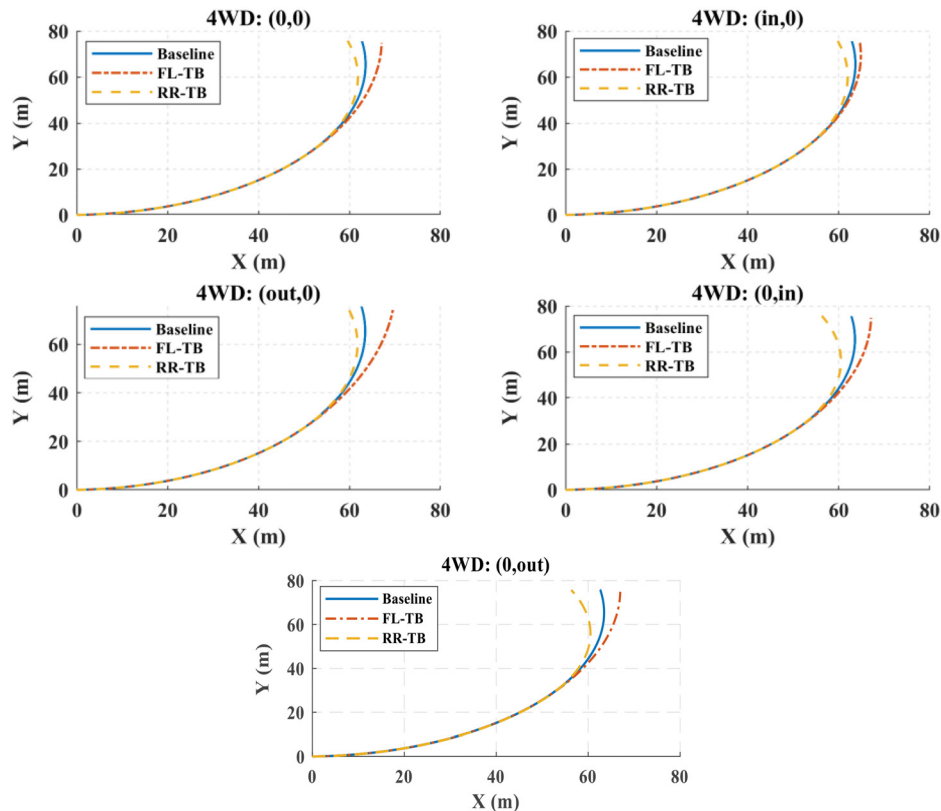 4WD: (0,0)
80
60
40
20
0
Y (m)
Baseline
FL-TB
RR-TB
0 20 40 60 80
X (m)
4WD: (in,0)
80
60
40
20
0
Y (m)
Baseline
FL-TB
RR-TB
0 20 40 60 80
X (m)
4WD: (out,0)
60
40
20
0
Y (m)
Baseline
FL-TB
RR-TB
0 20 40 60 80
X (m)
4WD: (0,in)
80
60
40
20
0
Y (m)
Baseline
FL-TB
RR-TB
0 20 40 60 80
X (m)
4WD: (0,out)
80
60
40
20
0
Y (m)
Baseline
FL-TB
RR-TB
0 20 40 60 80
X (m)